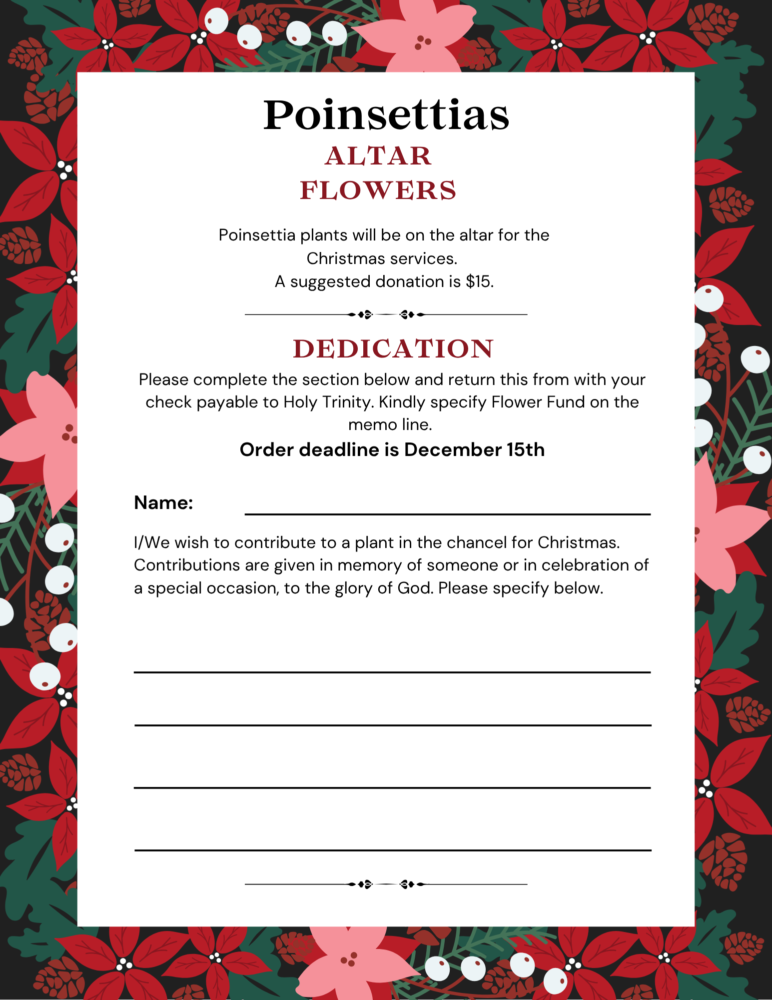 Poinsettias
ALTAR
FLOWERS
Poinsettia plants will be on the altar for the
Christmas services.
A suggested donation is $15.
DEDICATION
Please complete the section below and return this from with your
check payable to Holy Trinity. Kindly specify Flower Fund on the
memo line.
Order deadline is December 15th
Name:
I/We wish to contribute to a plant in the chancel for Christmas.
Contributions are given in memory of someone or in celebration of
a special occasion, to the glory of God. Please specify below.